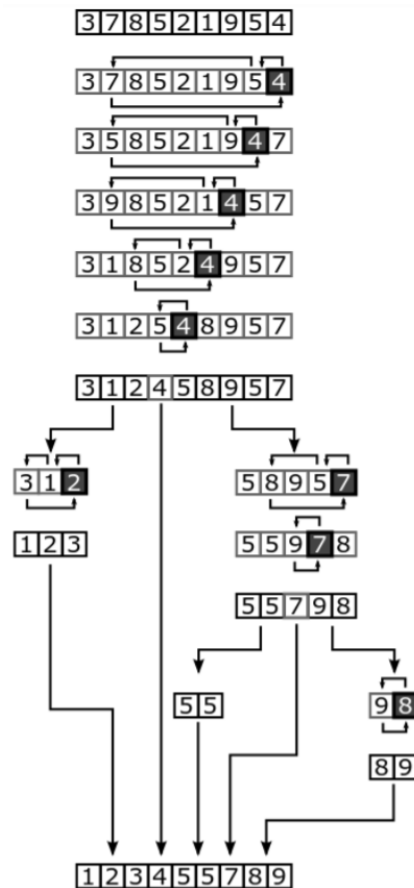 3 7 8 5 2 1 9 5 4
3 7 8 5 2 1 9 5 4
3 5 8 5 2 1 9 4 7
3 9 8 5 2 1 4 5 7
3 1 8 5 2 4 9 5 7
3 1 2 5 4 8 9 5 7
3 1 2 4 5 8 9 5 7
3 1 2
5 8 9 5 7
1 2 3
5 5 9 7 8
5 5 7 9 8
5 5
9 8
8 9
1 2 3 4 5 5 7 8 9